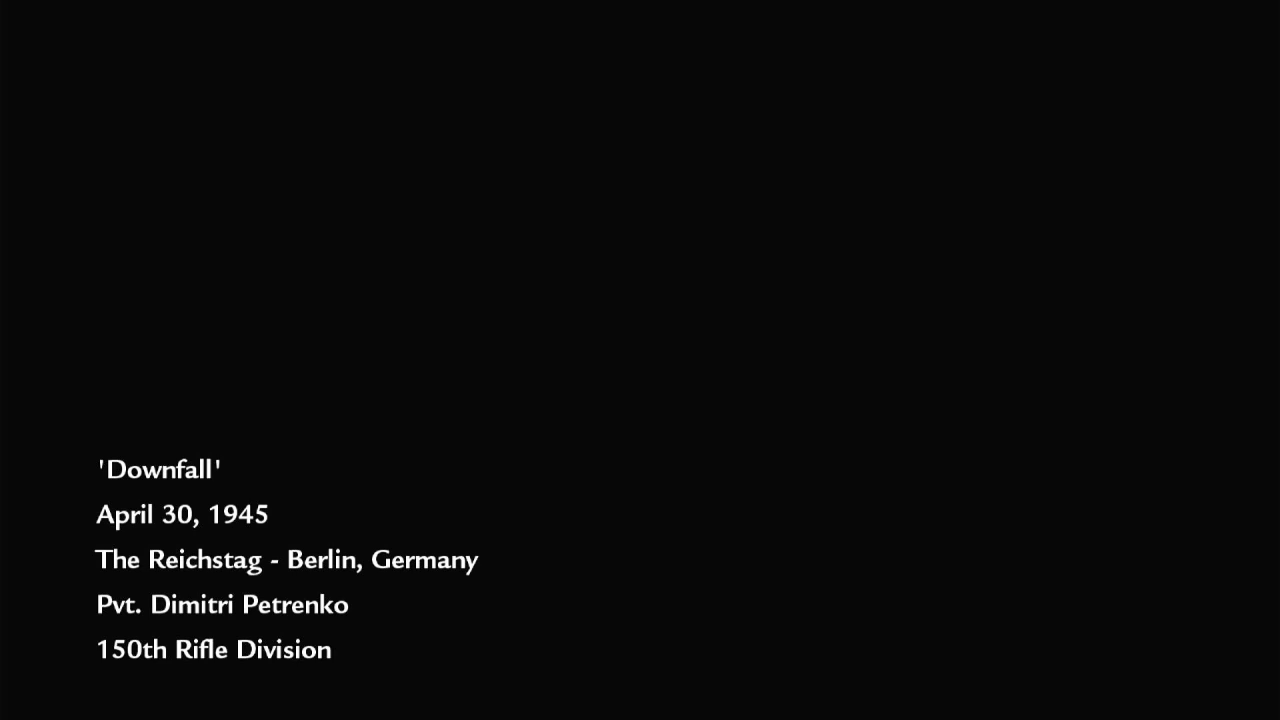 'Downfall'
April 30, 1945
The Reichstag - Berlin, Germany
Pvt. Dimitri Petrenko
150th Rifle Division